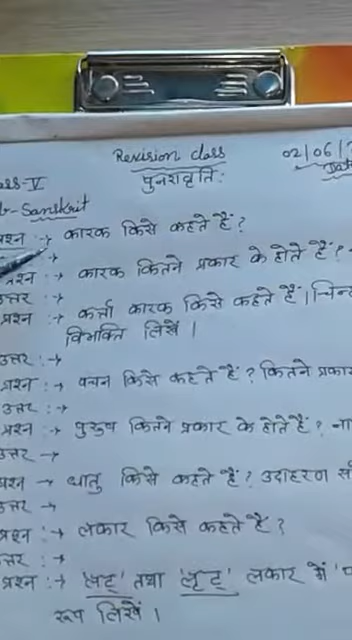 Revision class 02/06/
ass-V पुनरावृति: Dat
b-Sanskrit
प्रश्न :→ कारक किसे कहते हैं?
:→
प्रश्न :→ कारक कितने प्रकार के होते हैं?
उत्तर :→
प्रश्न :→ कर्त्ता कारक किसे कहते हैं। चिन्
विभक्ति लिखें।
उत्तर :→
प्रश्न :→ वचन किसे कहते हैं? कितने प्रकार
उत्तर :→
प्रश्न :→ पुरुष कितने प्रकार के होते हैं? ना
उत्तर →
प्रश्न → धातु किसे कहते हैं? उदाहरण स
उत्तर →
प्रश्न :→ लकार किसे कहते हैं?
उत्तर :→
प्रश्न :→ 'लट्' तथा 'लृट्' लकार में
रूप लिखें।